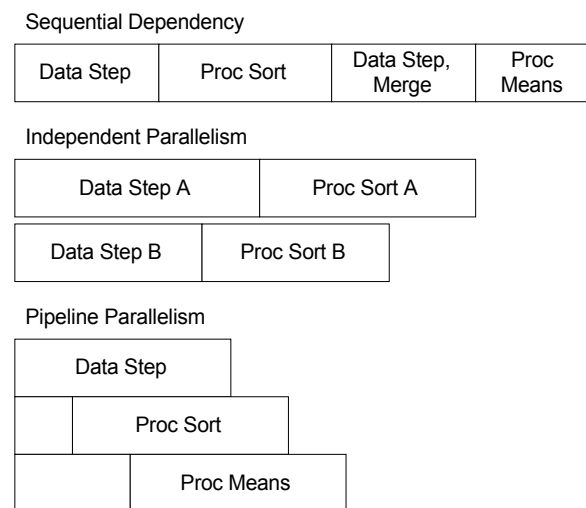 Sequential Dependency
Data Step
Proc Sort
Data Step,
Merge
Proc
Means
Independent Parallelism
Data Step A
Proc Sort A
Data Step B
Proc Sort B
Pipeline Parallelism
Data Step
Proc Sort
Proc Means